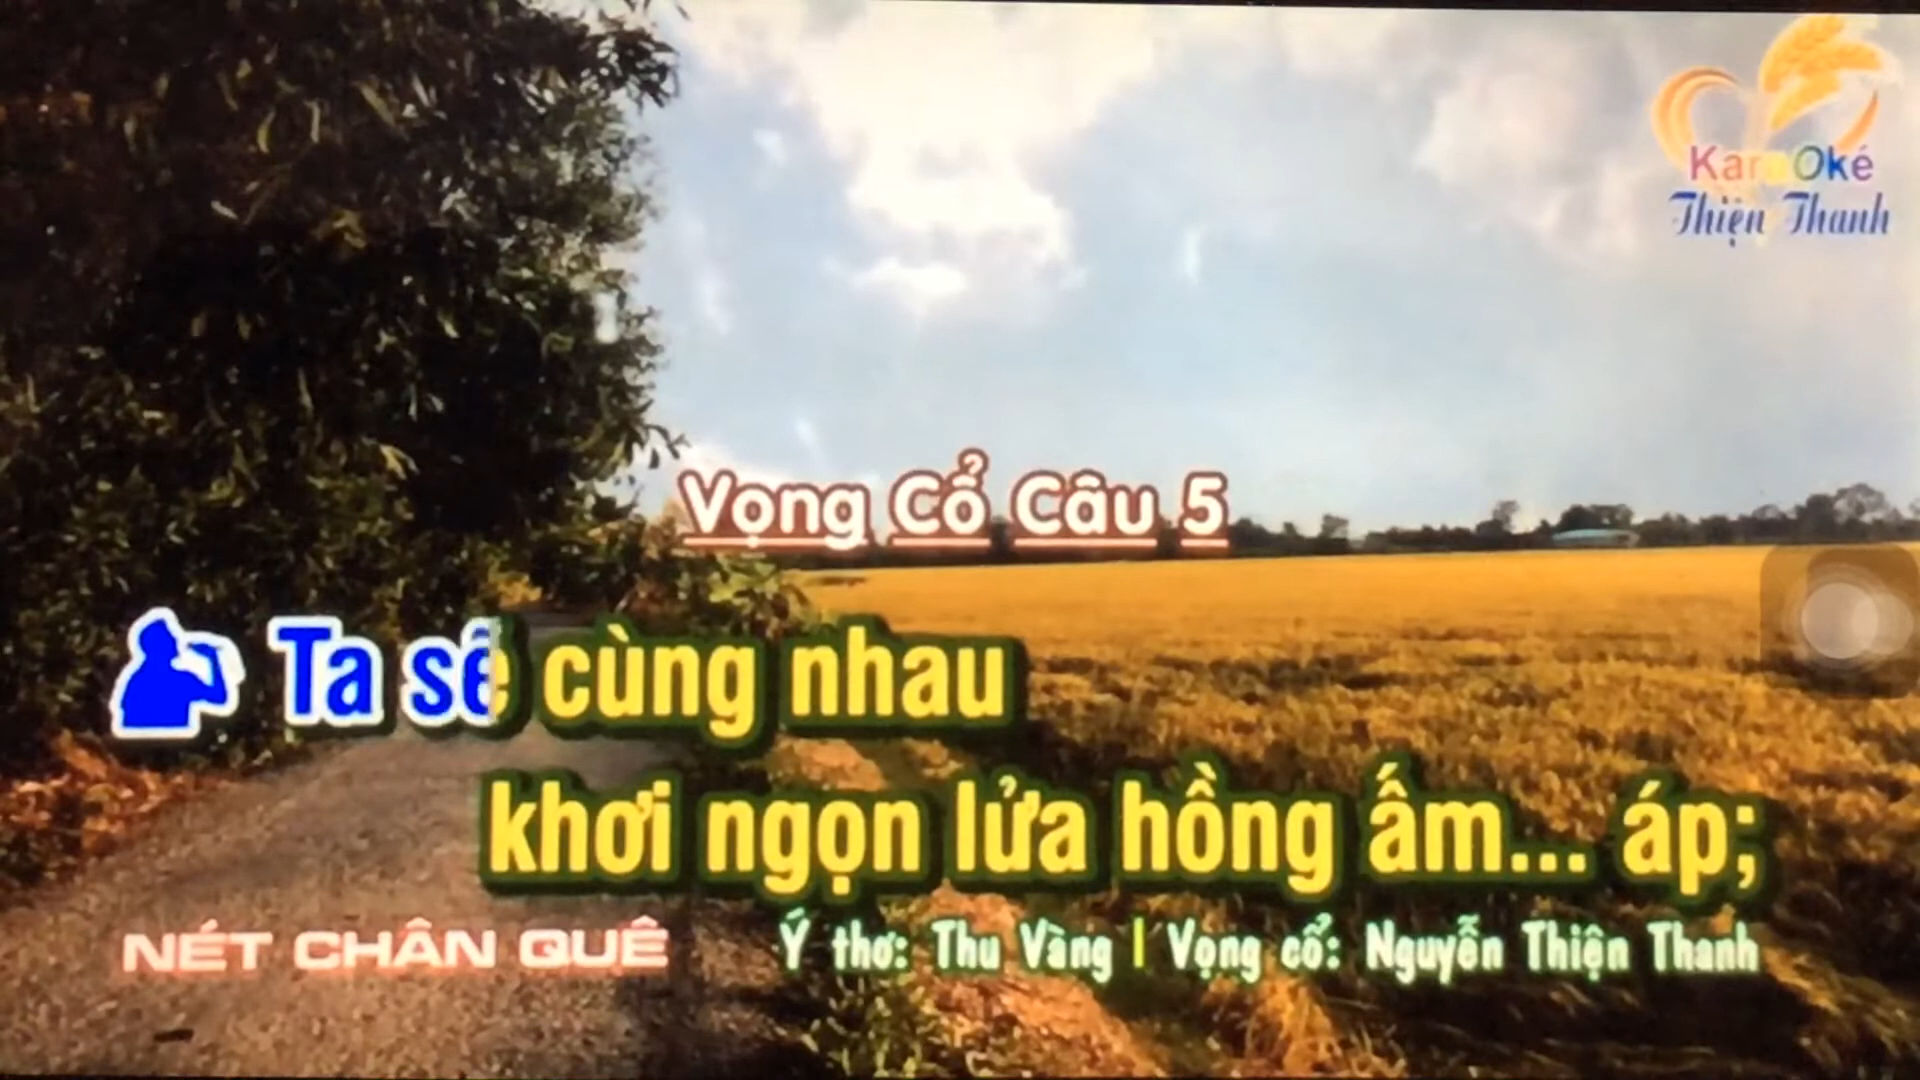 KaraOké
Thiện Thanh
Vọng Cổ Câu 5
Ta sẽ cùng nhau
khơi ngọn lửa hồng ấm... áp;
NÉT CHÂN QUÊ
Ý thơ: Thu Vàng | Vọng cổ: Nguyễn Thiện Thanh